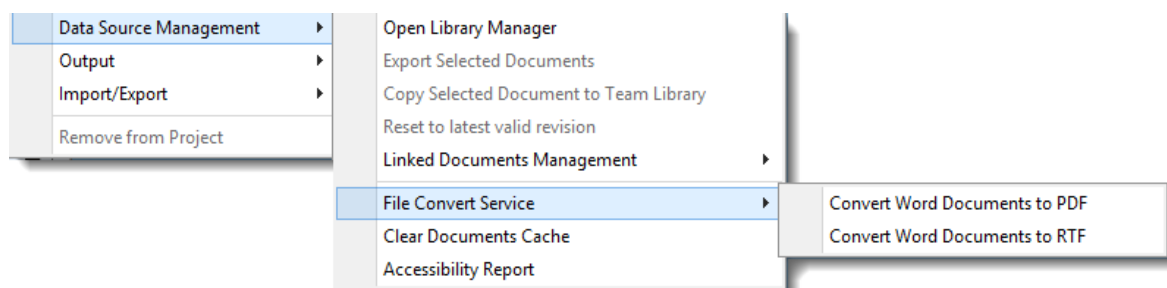 Data Source Management
Output
Import/Export
Remove from Project
Open Library Manager
Export Selected Documents
Copy Selected Document to Team Library
Reset to latest valid revision
Linked Documents Management
File Convert Service
Clear Documents Cache
Accessibility Report
Convert Word Documents to PDF
Convert Word Documents to RTF